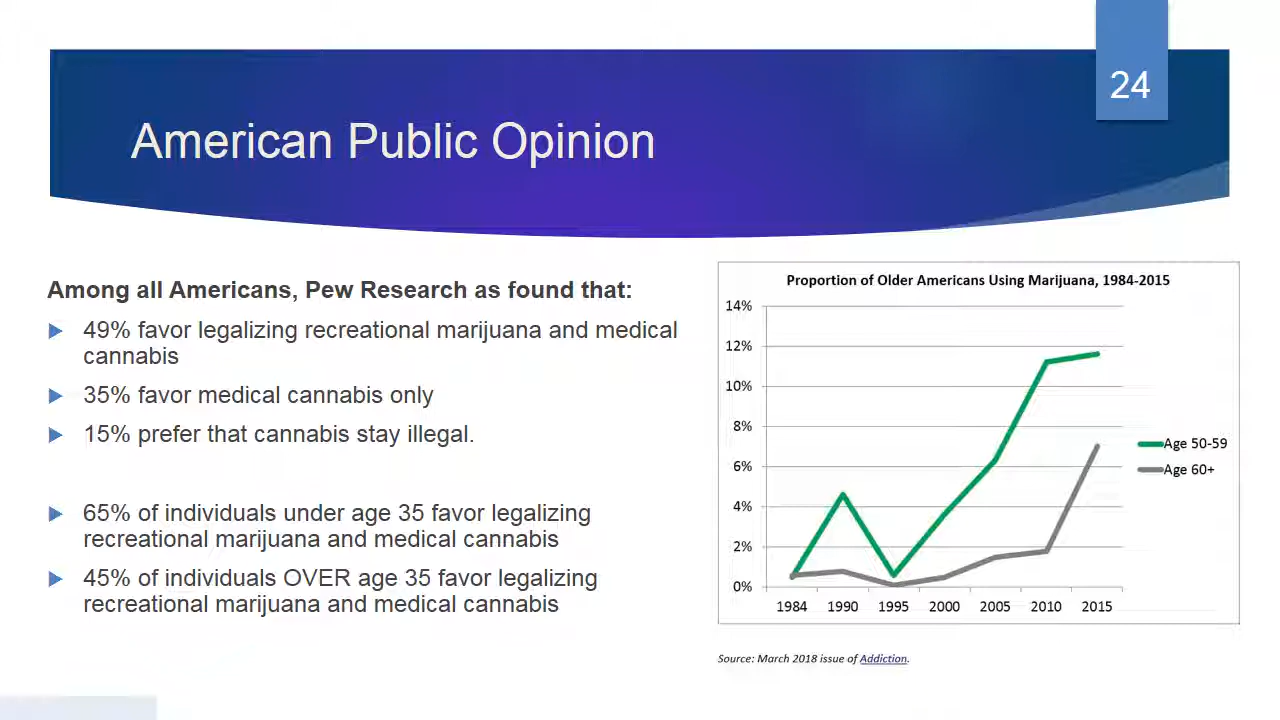 24
American Public Opinion
Among all Americans, Pew Research as found that:
49% favor legalizing recreational marijuana and medical
cannabis
35% favor medical cannabis only
15% prefer that cannabis stay illegal.
65% of individuals under age 35 favor legalizing
recreational marijuana and medical cannabis
45% of individuals OVER age 35 favor legalizing
recreational marijuana and medical cannabis
Proportion of Older Americans Using Marijuana, 1984-2015
14%
12%
10%
8%
6%
4%
2%
0%
1984 1990 1995 2000 2005 2010 2015
Age 50-59
Age 60+
Source: March 2018 issue of Addiction.